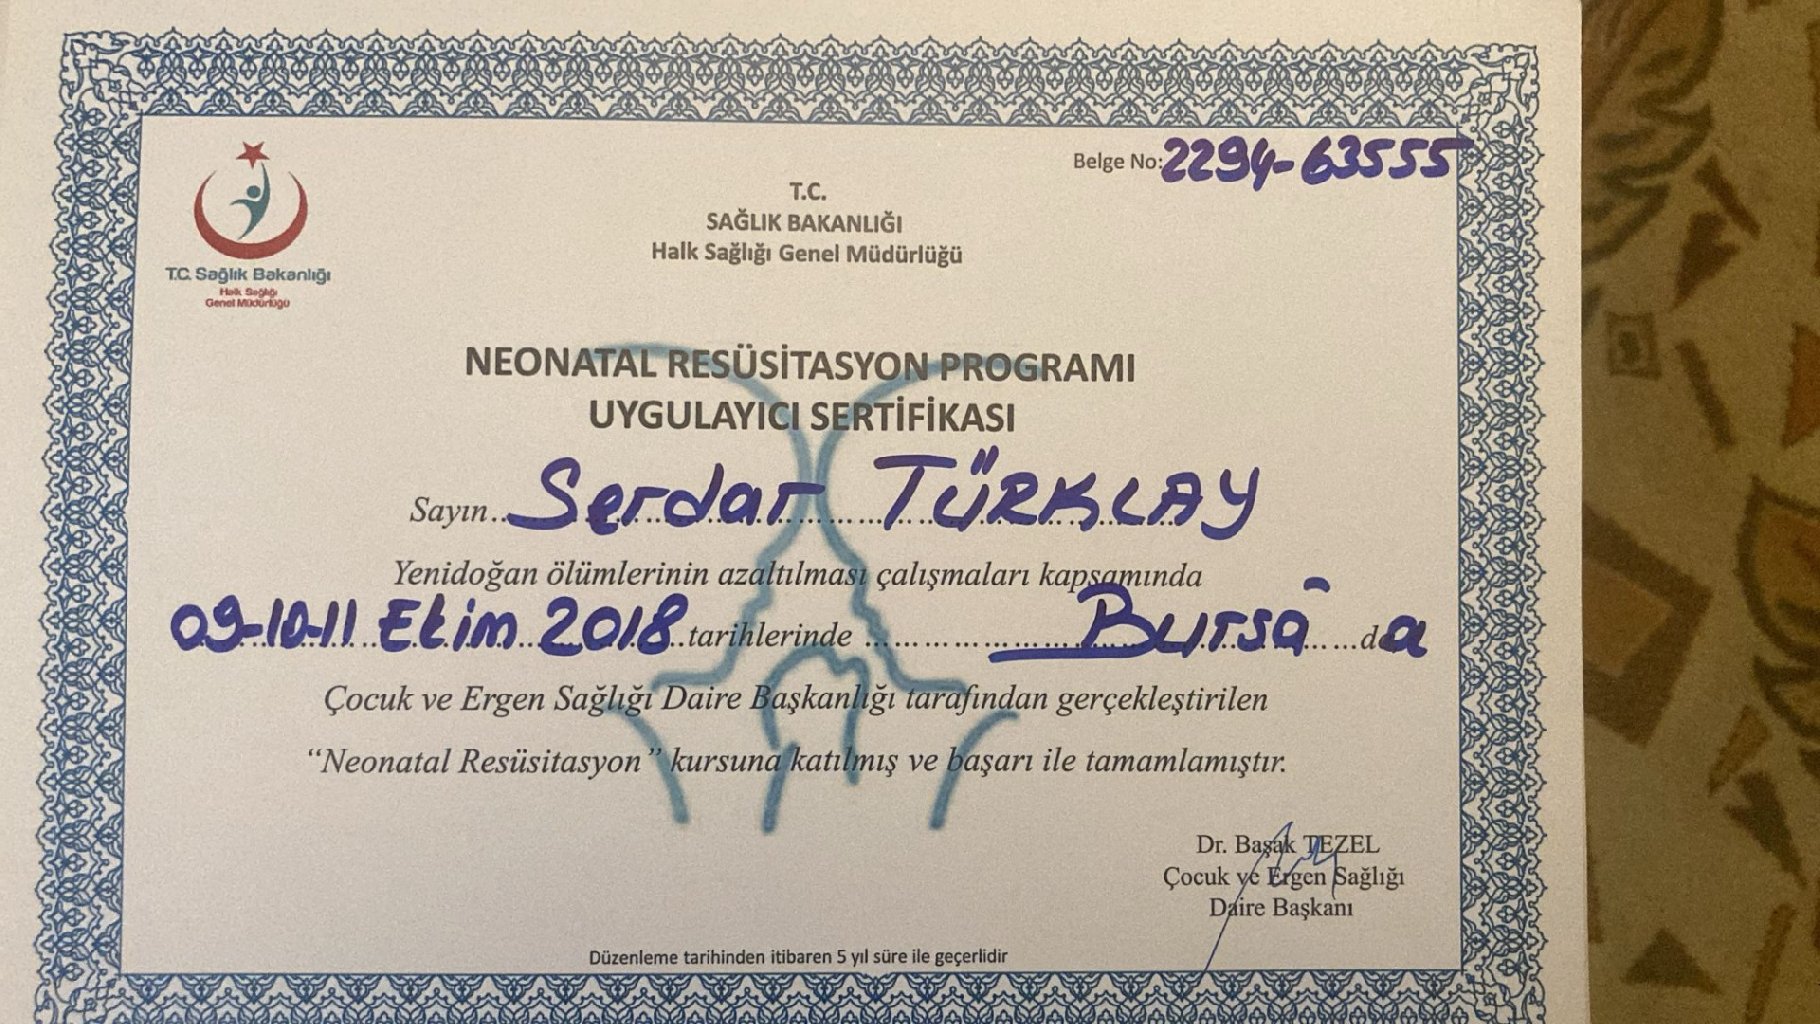 Belge No: 2294-63555
T.C.
SAĞLIK BAKANLIĞI
Halk Sağlığı Genel Müdürlüğü
T.C. Sağlık Bakanlığı
Halk Sağlığı
Genel Müdürlüğü
NEONATAL RESÜSİTASYON PROGRAMI
UYGULAYICI SERTİFİKASI
Sayın Serdar TÜRKLAY
Yenidoğan ölümlerinin azaltılması çalışmaları kapsamında
09-10-11 Ekim 2018 tarihlerinde Bursa da
Çocuk ve Ergen Sağlığı Daire Başkanlığı tarafından gerçekleştirilen
“Neonatal Resüsitasyon” kursuna katılmış ve başarı ile tamamlamıştır.
Dr. Başak TEZEL
Çocuk ve Ergen Sağlığı
Daire Başkanı
Düzenleme tarihinden itibaren 5 yıl süre ile geçerlidir